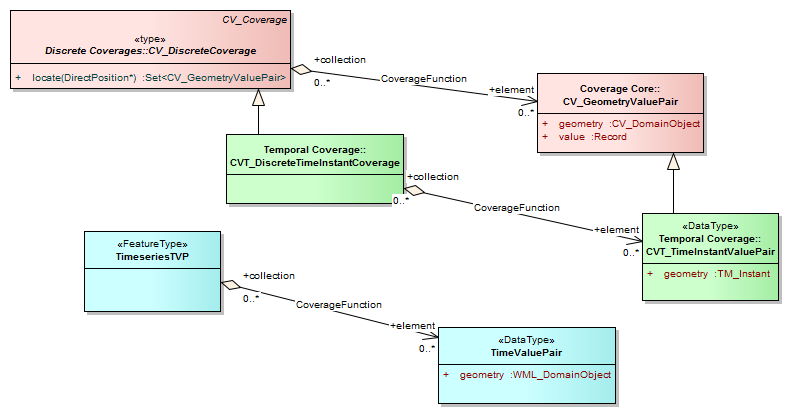 CV_Coverage
«type»
Discrete Coverages::CV_DiscreteCoverage
+ locate(DirectPosition*) :Set<CV_GeometryValuePair>
+collection
0..*
CoverageFunction
+element
0..*
Coverage Core::
CV_GeometryValuePair
+ geometry :CV_DomainObject
+ value :Record
Temporal Coverage::
CVT_DiscreteTimeInstantCoverage
+collection
0..*
CoverageFunction
+element
0..*
«DataType»
Temporal Coverage::
CVT_TimeInstantValuePair
+ geometry :TM_Instant
«FeatureType»
TimeseriesTVP
+collection
0..*
CoverageFunction
+element
0..*
«DataType»
TimeValuePair
+ geometry :WML_DomainObject